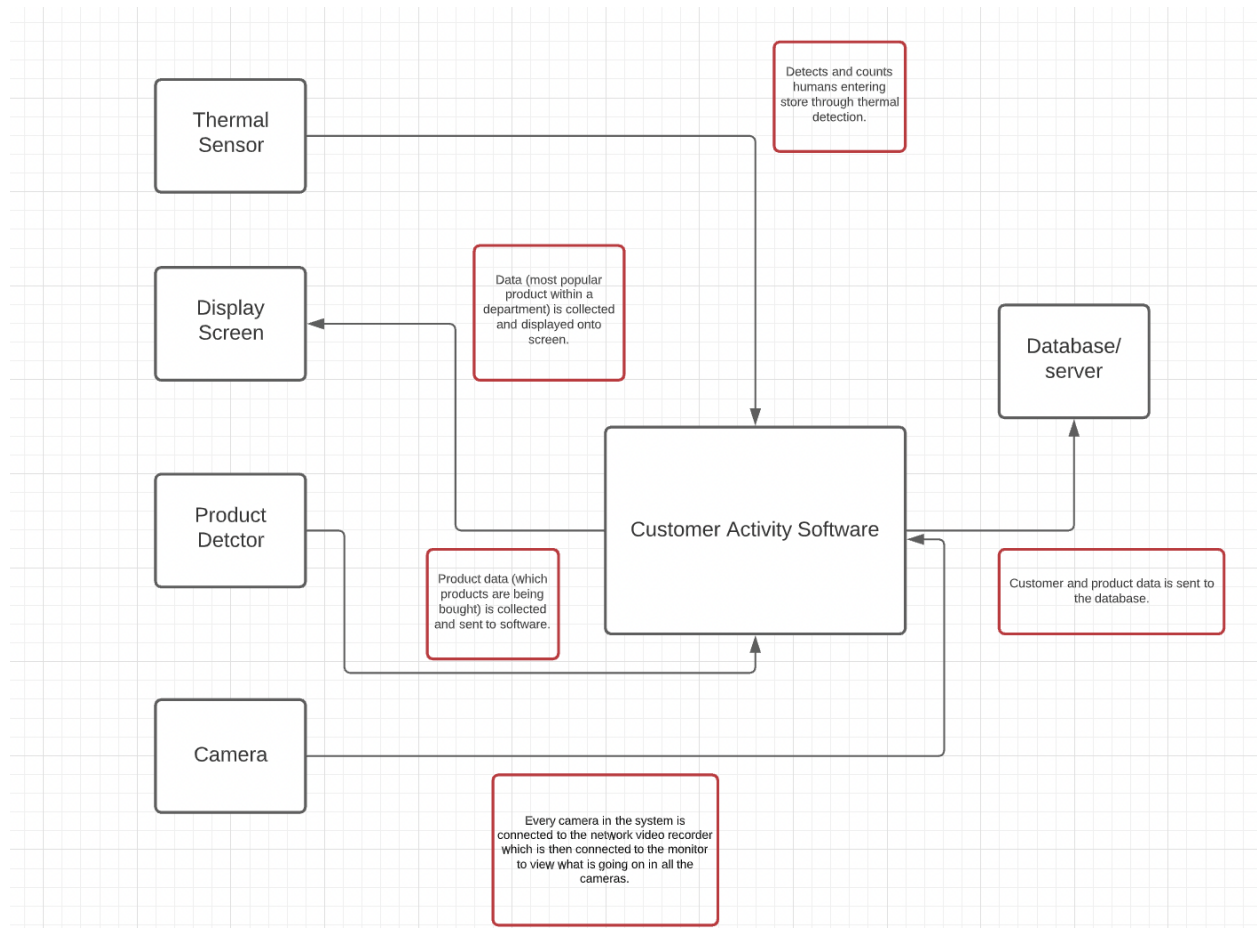 Detects and counts
humans entering
store through thermal
detection.
Thermal
Sensor
Data (most popular
product within a
department) is collected
and displayed onto
screen.
Display
Screen
Database/
server
Product
Detctor
Customer Activity Software
Product data (which
products are being
bought) is collected
and sent to software.
Customer and product data is sent to
the database.
Camera
Every camera in the system is
connected to the network video recorder
which is then connected to the monitor
to view what is going on in all the
cameras.